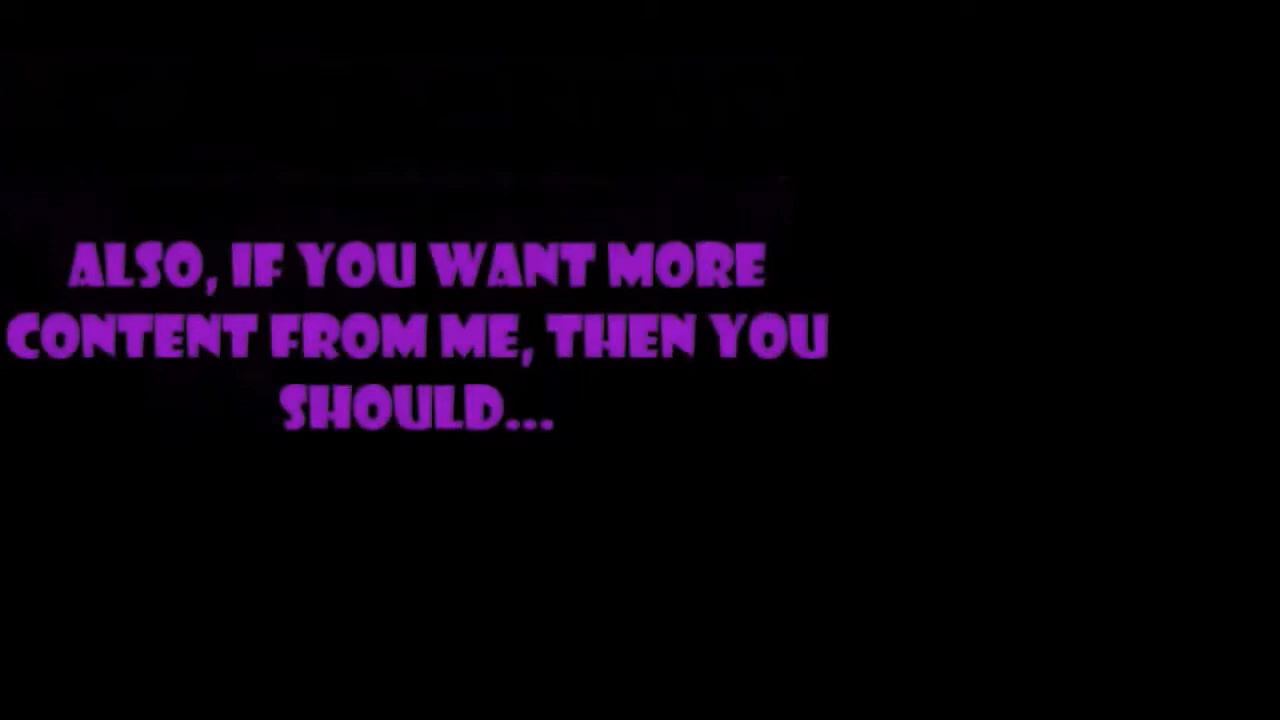 ALSO, IF YOU WANT MORE
CONTENT FROM ME, THEN YOU
SHOULD...